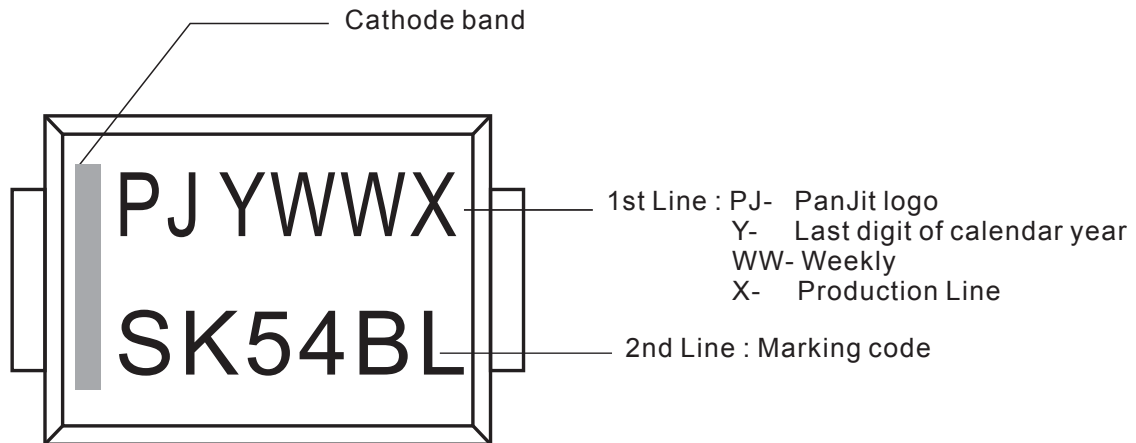 Cathode band
PJ YWWX
1st Line : PJ- PanJit logo
Y- Last digit of calendar year
WW- Weekly
X- Production Line
SK54BL
2nd Line : Marking code